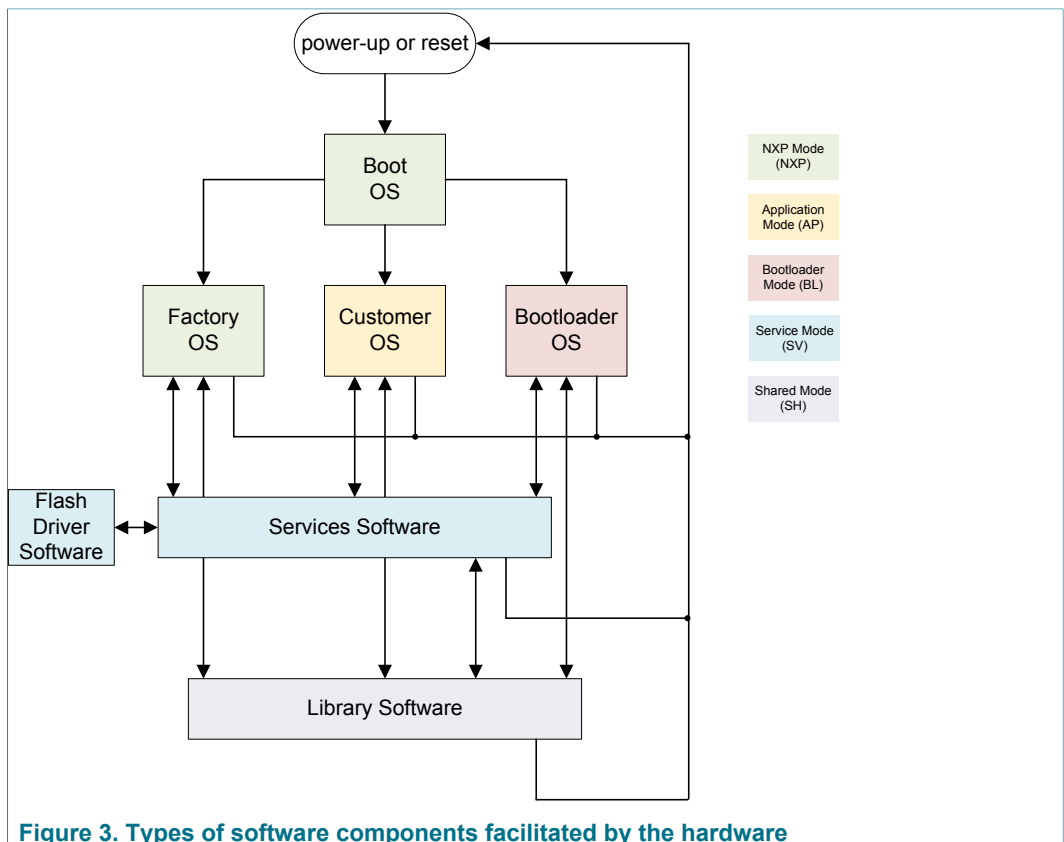 power-up or reset
Boot
OS
NXP Mode
(NXP)
Application
Mode (AP)
Bootloader
Mode (BL)
Service Mode
(SV)
Shared Mode
(SH)
Factory
OS
Customer
OS
Bootloader
OS
Flash
Driver
Software
Services Software
Library Software
Figure 3. Types of software components facilitated by the hardware